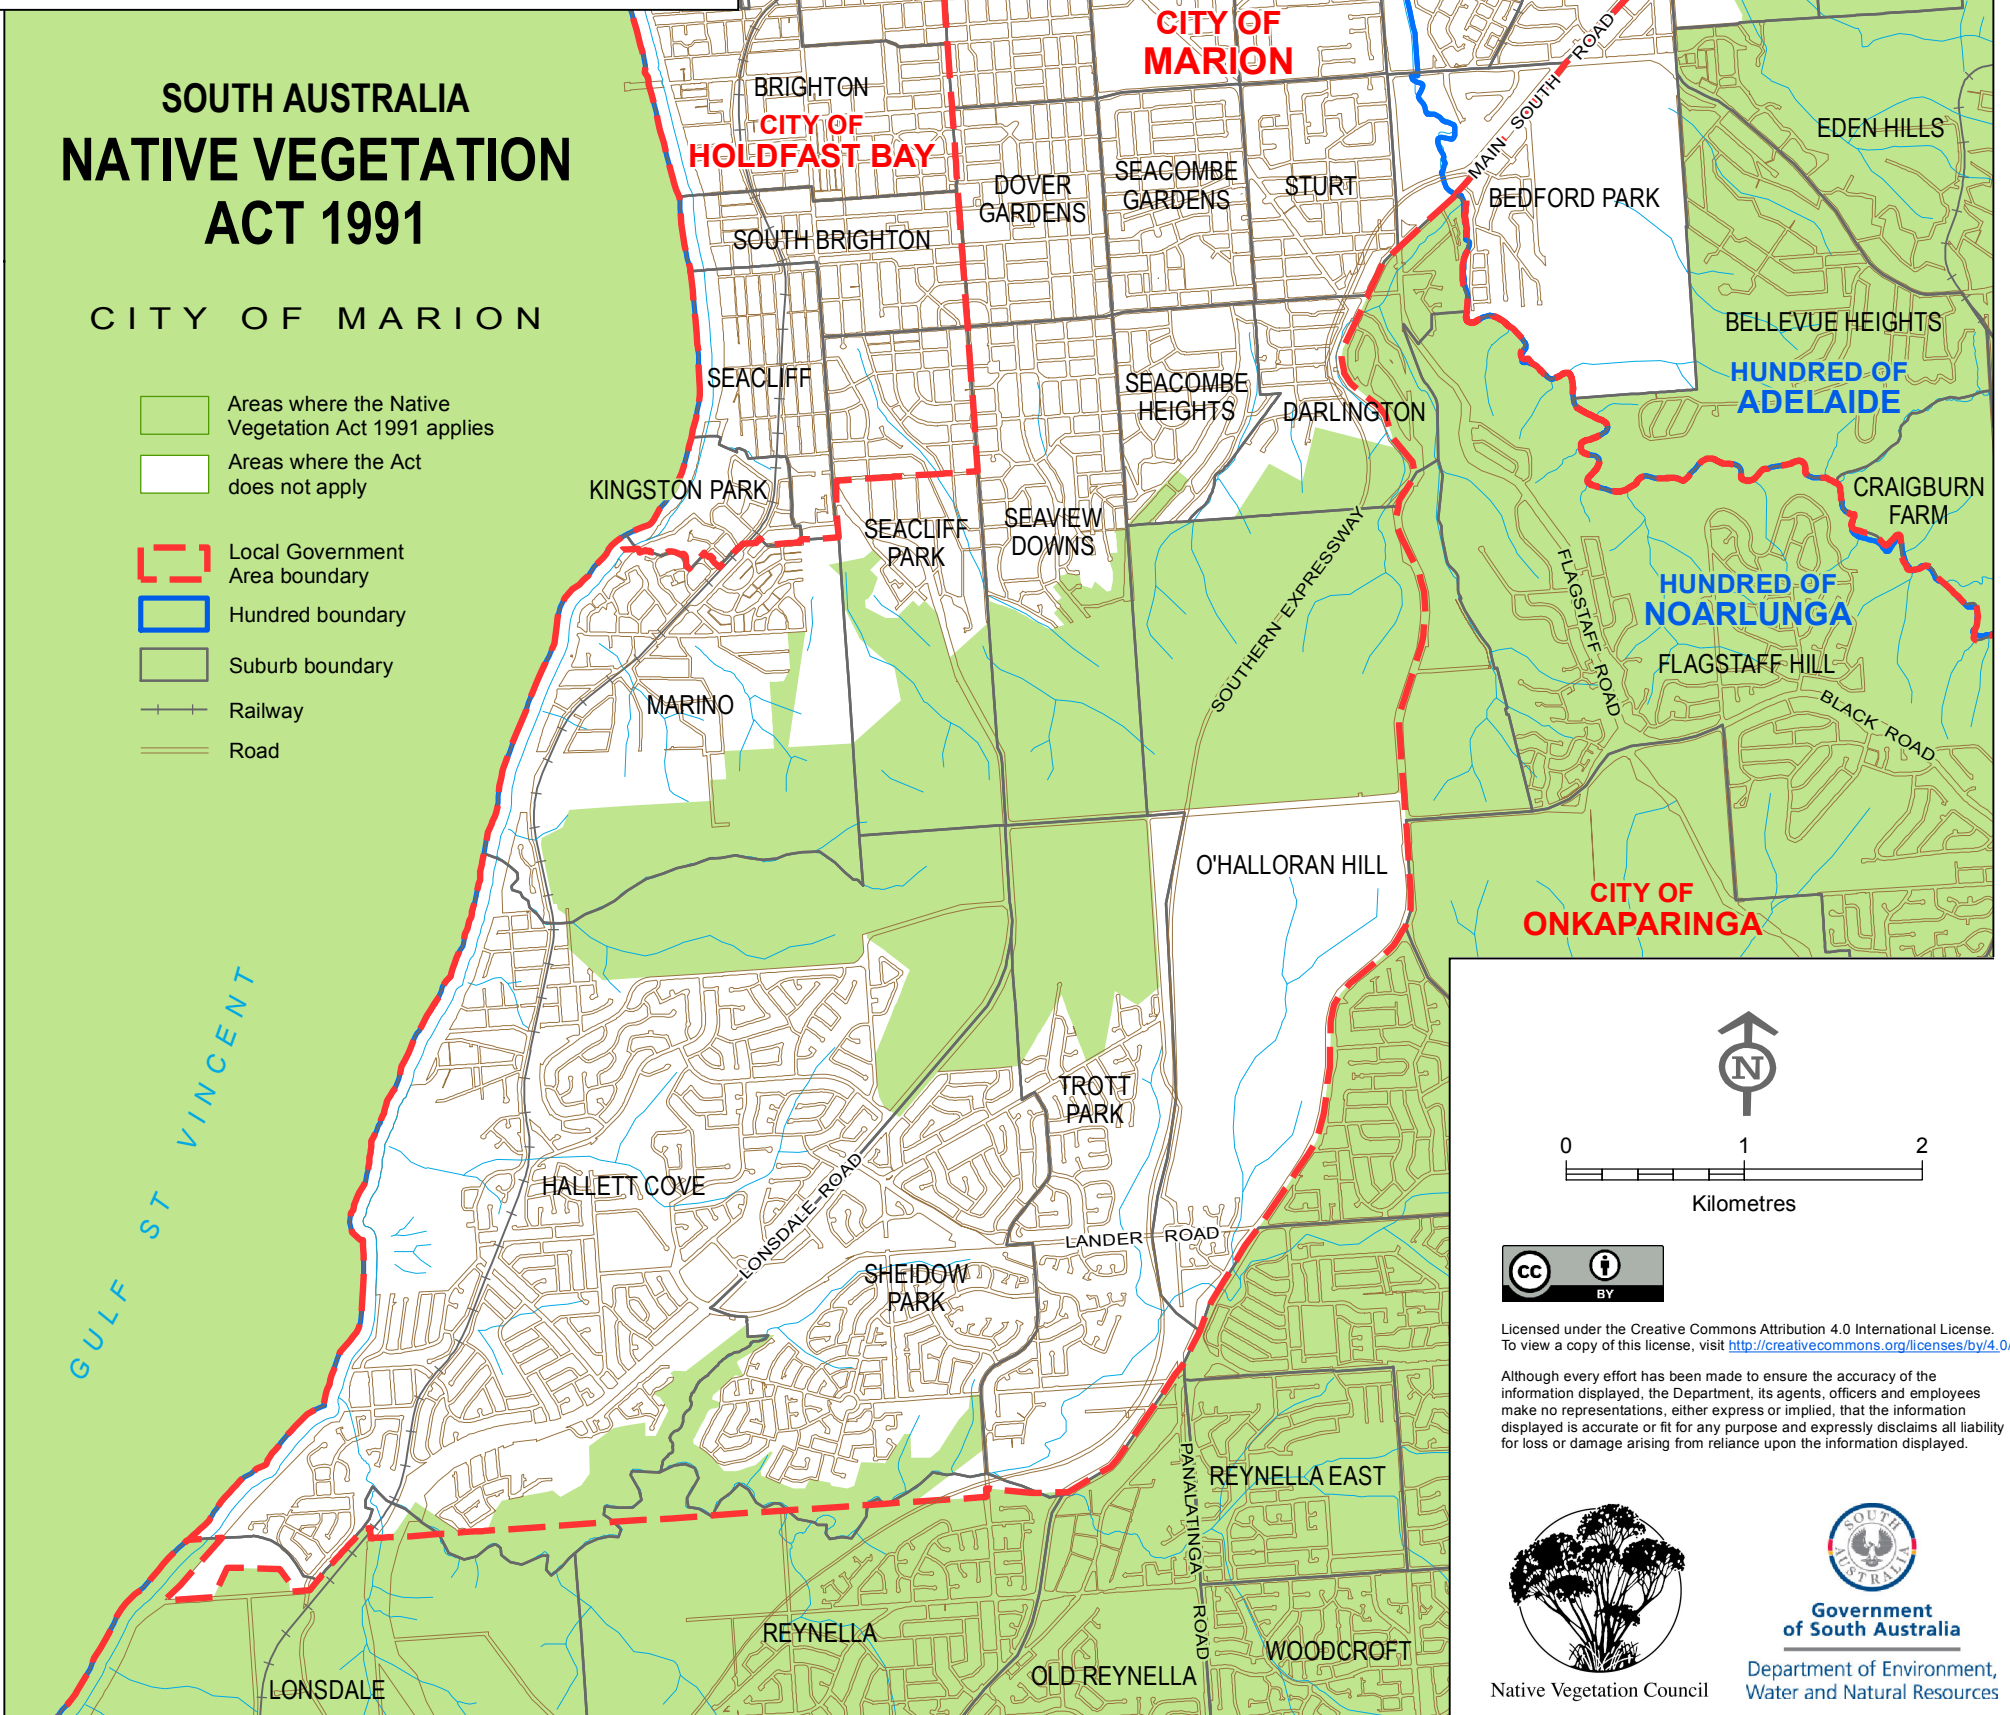 SOUTH AUSTRALIA
NATIVE VEGETATION
ACT 1991
CITY OF MARION
Areas where the Native
Vegetation Act 1991 applies
Areas where the Act
does not apply
Local Government
Area boundary
Hundred boundary
Suburb boundary
Railway
Road
GULF ST VINCENT
CITY OF
MARION
BRIGHTON
CITY OF
HOLDFAST BAY
MAIN SOUTH ROAD
EDEN HILLS
DOVER
GARDENS
SEACOMBE
GARDENS
STURT
BEDFORD PARK
SOUTH BRIGHTON
BELLEVUE HEIGHTS
SEACLIFF
SEACOMBE
HEIGHTS
DARLINGTON
HUNDRED OF
ADELAIDE
KINGSTON PARK
SEACLIFF
PARK
SEAVIEW
DOWNS
CRAIGBURN
FARM
SOUTHERN EXPRESSWAY
FLAGSTAFF ROAD
HUNDRED OF
NOARLUNGA
FLAGSTAFF HILL
BLACK ROAD
MARINO
O'HALLORAN HILL
CITY OF
ONKAPARINGA
TROTT
PARK
HALLETT COVE
LONSDALE ROAD
LANDER ROAD
SHEIDOW
PARK
PANALATINGA ROAD
REYNELLA EAST
REYNELLA
OLD REYNELLA
WOODCROFT
LONSDALE
N
0 1 2
Kilometres
CC
BY
Licensed under the Creative Commons Attribution 4.0 International License.
To view a copy of this license, visit http://creativecommons.org/licenses/by/4.0/
Although every effort has been made to ensure the accuracy of the
information displayed, the Department, its agents, officers and employees
make no representations, either express or implied, that the information
displayed is accurate or fit for any purpose and expressly disclaims all liability
for loss or damage arising from reliance upon the information displayed.
Native Vegetation Council
SOUTH
AUSTRALIA
Government
of South Australia
Department of Environment,
Water and Natural Resources